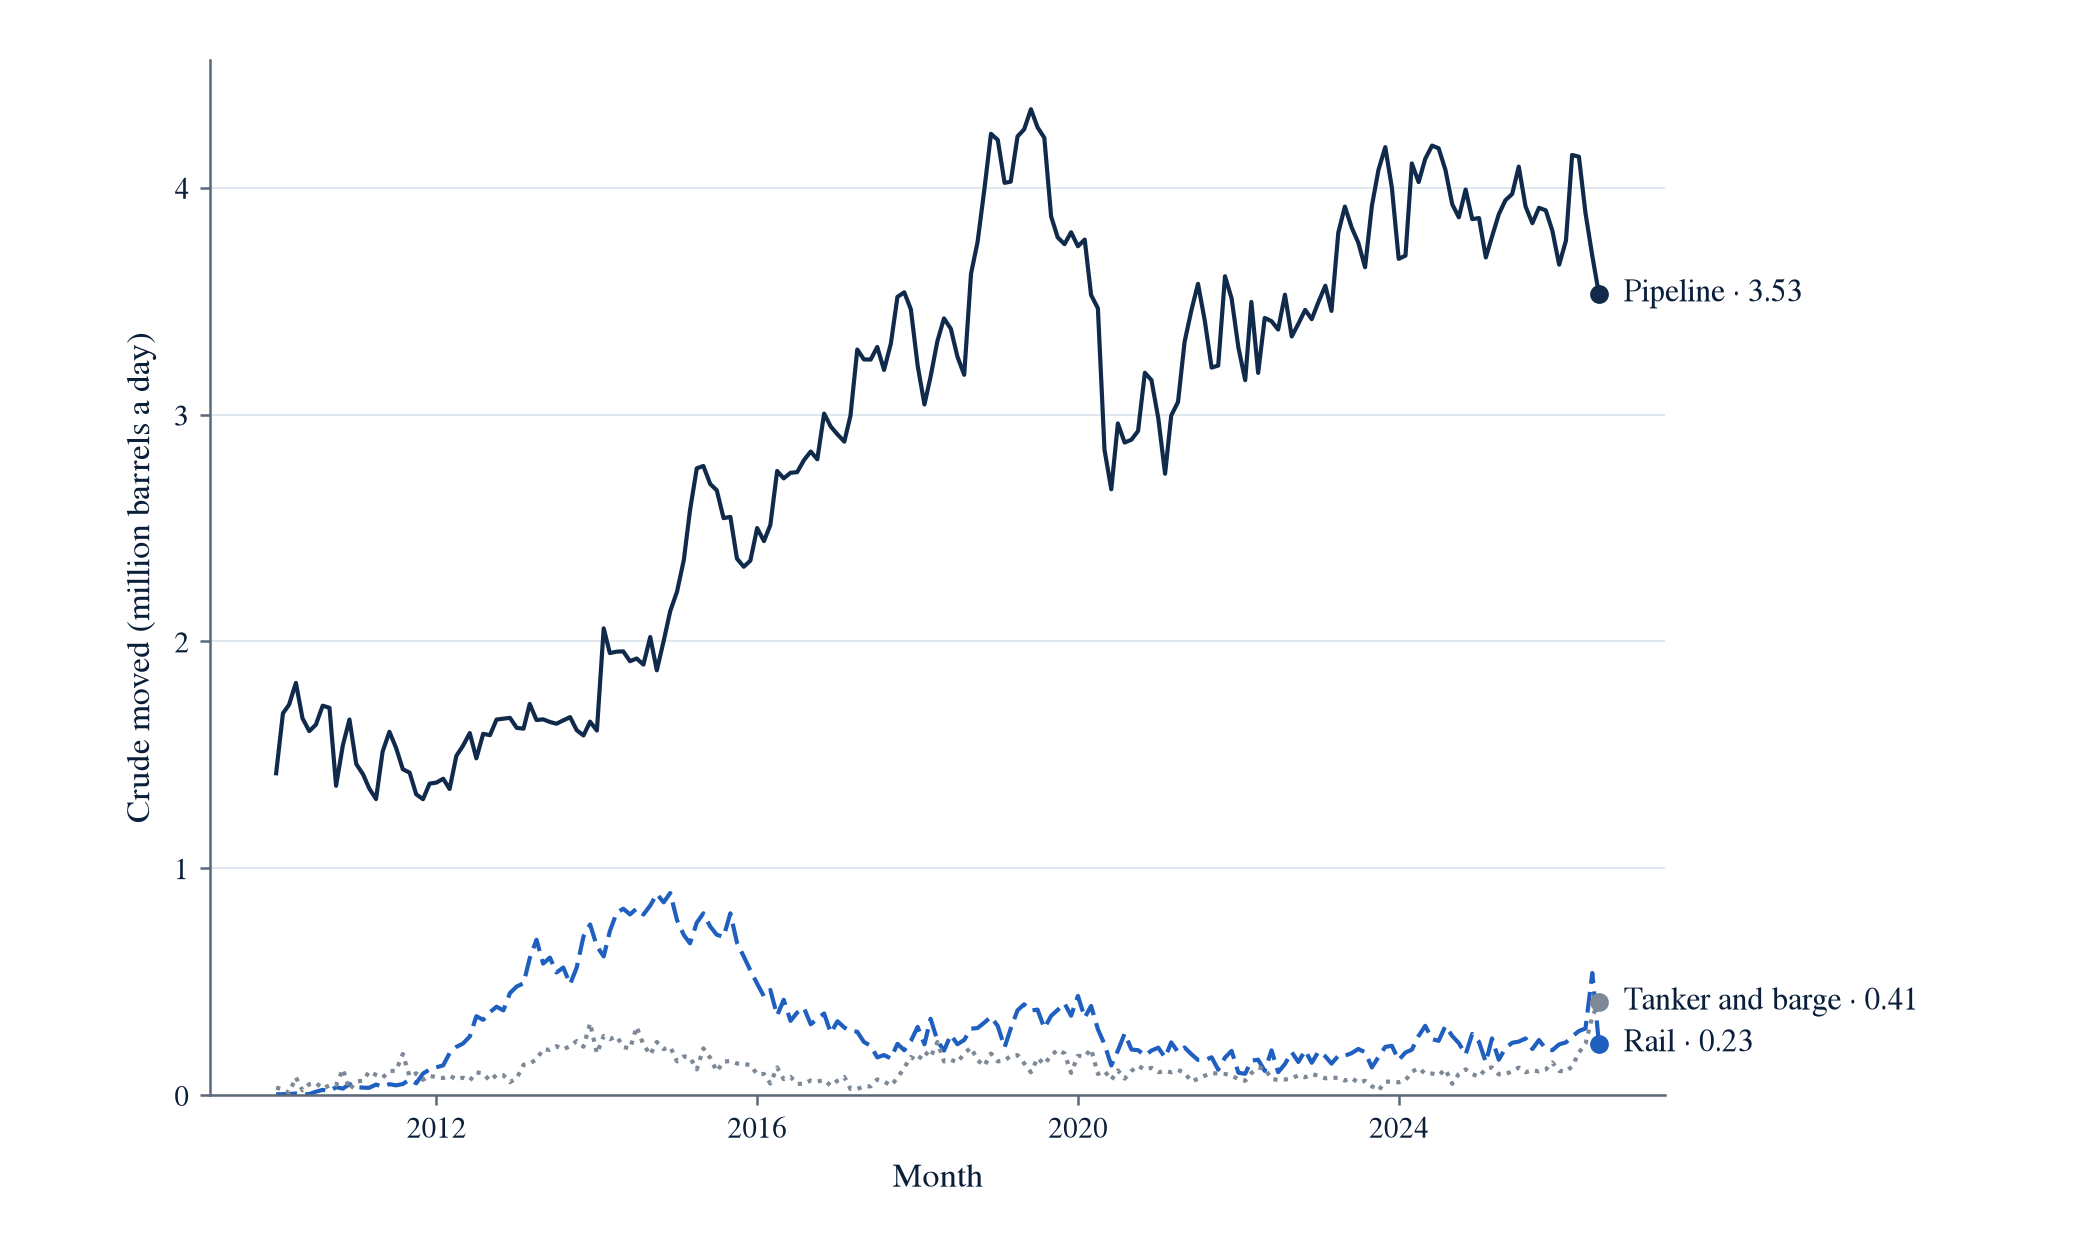 Crude moved (million barrels a day)
4
3
2
1
0
2012
2016
2020
2024
Month
Pipeline · 3.53
Tanker and barge · 0.41
Rail · 0.23